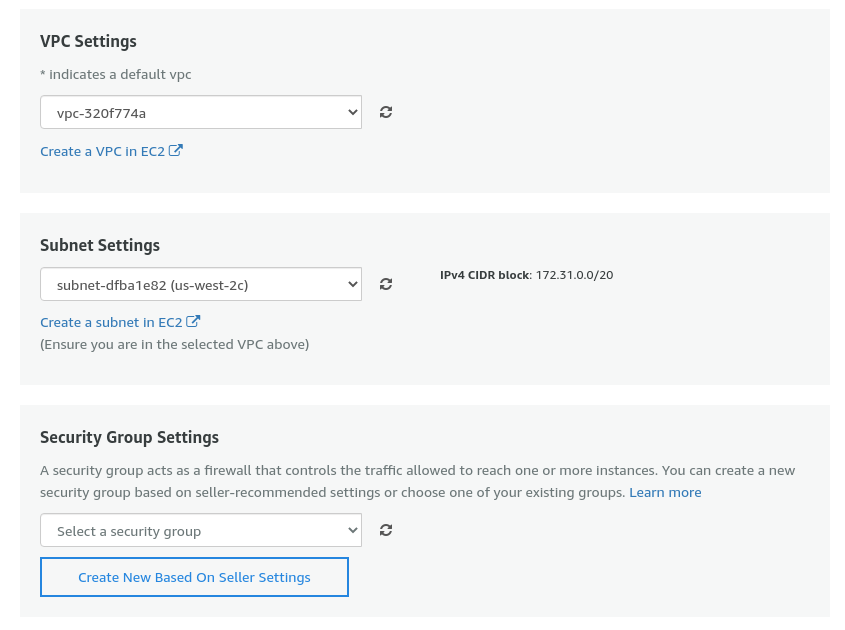 VPC Settings
* indicates a default vpc
vpc-320f774a
Create a VPC in EC2
Subnet Settings
subnet-dfba1e82 (us-west-2c)
IPv4 CIDR block: 172.31.0.0/20
Create a subnet in EC2
(Ensure you are in the selected VPC above)
Security Group Settings
A security group acts as a firewall that controls the traffic allowed to reach one or more instances. You can create a new
security group based on seller-recommended settings or choose one of your existing groups. Learn more
Select a security group
Create New Based On Seller Settings